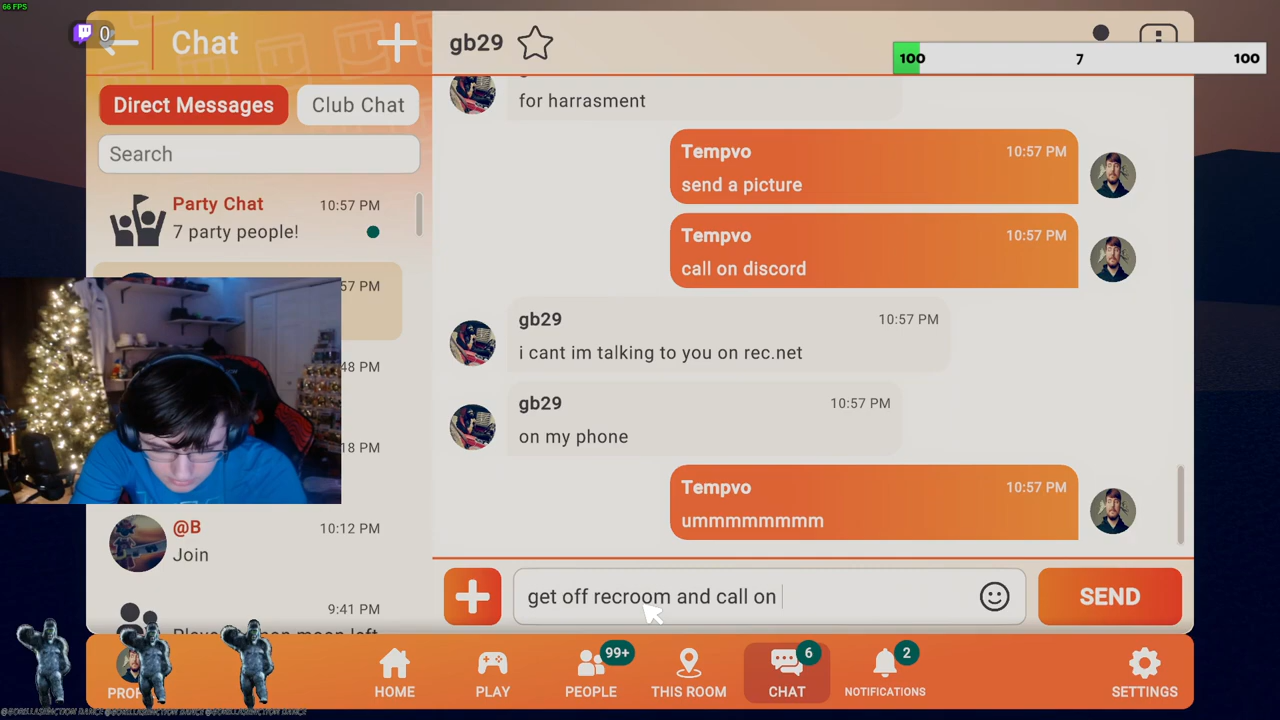 66 FPS
0
Chat
gb29
100
7
100
Direct Messages
Club Chat
Search
Party Chat
10:57 PM
7 party people!
57 PM
48 PM
18 PM
@B
10:12 PM
Join
9:41 PM
for harrasment
Tempvo
10:57 PM
send a picture
Tempvo
10:57 PM
call on discord
gb29
10:57 PM
i cant im talking to you on rec.net
gb29
10:57 PM
on my phone
Tempvo
10:57 PM
ummmmmmmm
get off recroom and call on
SEND
HOME
PLAY
99+
PEOPLE
THIS ROOM
6
CHAT
2
NOTIFICATIONS
SETTINGS